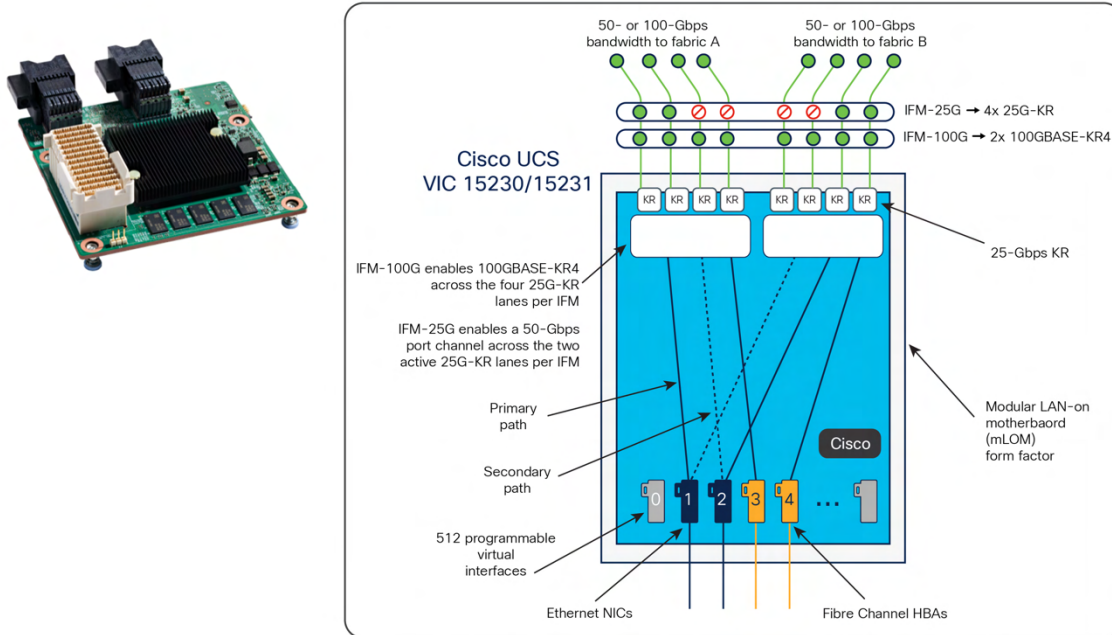 50- or 100-Gbps
bandwidth to fabric A
50- or 100-Gbps
bandwidth to fabric B
IFM-25G → 4x 25G-KR
IFM-100G → 2x 100GBASE-KR4
Cisco UCS
VIC 15230/15231
KR
KR
KR
KR
KR
KR
KR
KR
25-Gbps KR
IFM-100G enables 100GBASE-KR4
across the four 25G-KR
lanes per IFM
IFM-25G enables a 50-Gbps
port channel across the two
active 25G-KR lanes per IFM
Primary
path
Secondary
path
Modular LAN-on
motherbaord
(mLOM)
form factor
Cisco
0
1
2
3
4
...
512 programmable
virtual
interfaces
Ethernet NICs
Fibre Channel HBAs